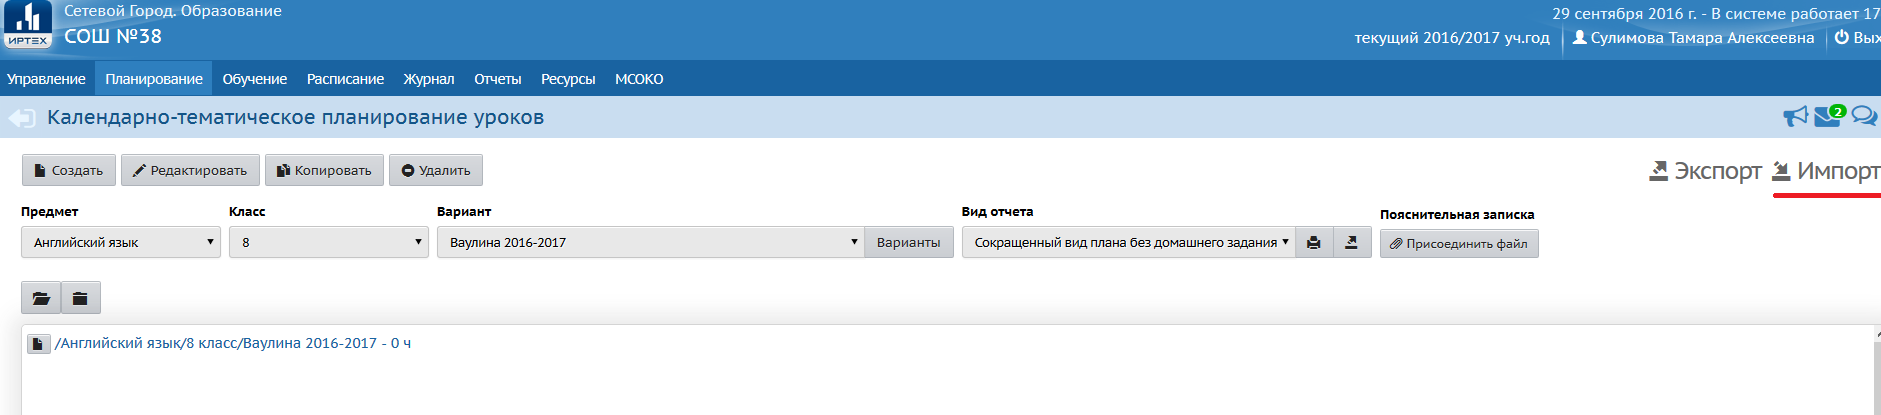 Сетевой Город. Образование
29 сентября 2016 г. - В системе работает 17
ИРТЕХ
СОШ №38
текущий 2016/2017 уч.год Сулимова Тамара Алексеевна Вых
Управление Планирование Обучение Расписание Журнал Отчеты Ресурсы МСОКО
Календарно-тематическое планирование уроков
2
Создать Редактировать Копировать Удалить
Экспорт Импорт
Предмет Класс Вариант Вид отчета Пояснительная записка
Английский язык 8 Ваулина 2016-2017 Варианты Сокращенный вид плана без домашнего задания Присоединить файл
/Английский язык/8 класс/Ваулина 2016-2017 - 0 ч